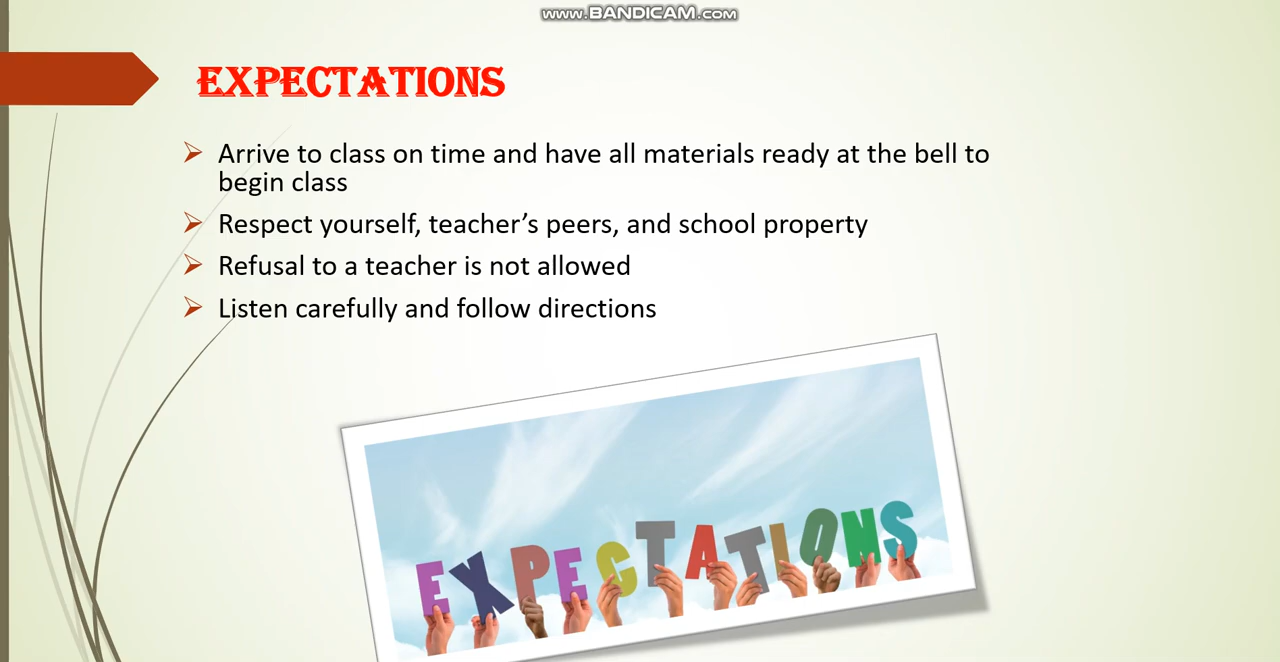 www.BANDICAM.com
EXPECTATIONS
Arrive to class on time and have all materials ready at the bell to
begin class
Respect yourself, teacher’s peers, and school property
Refusal to a teacher is not allowed
Listen carefully and follow directions
EXPECTATIONS